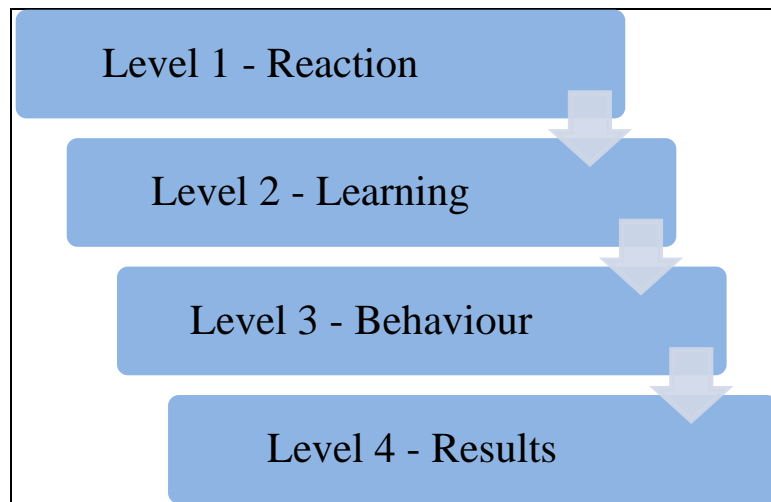 Level 1 - Reaction
Level 2 - Learning
Level 3 - Behaviour
Level 4 - Results